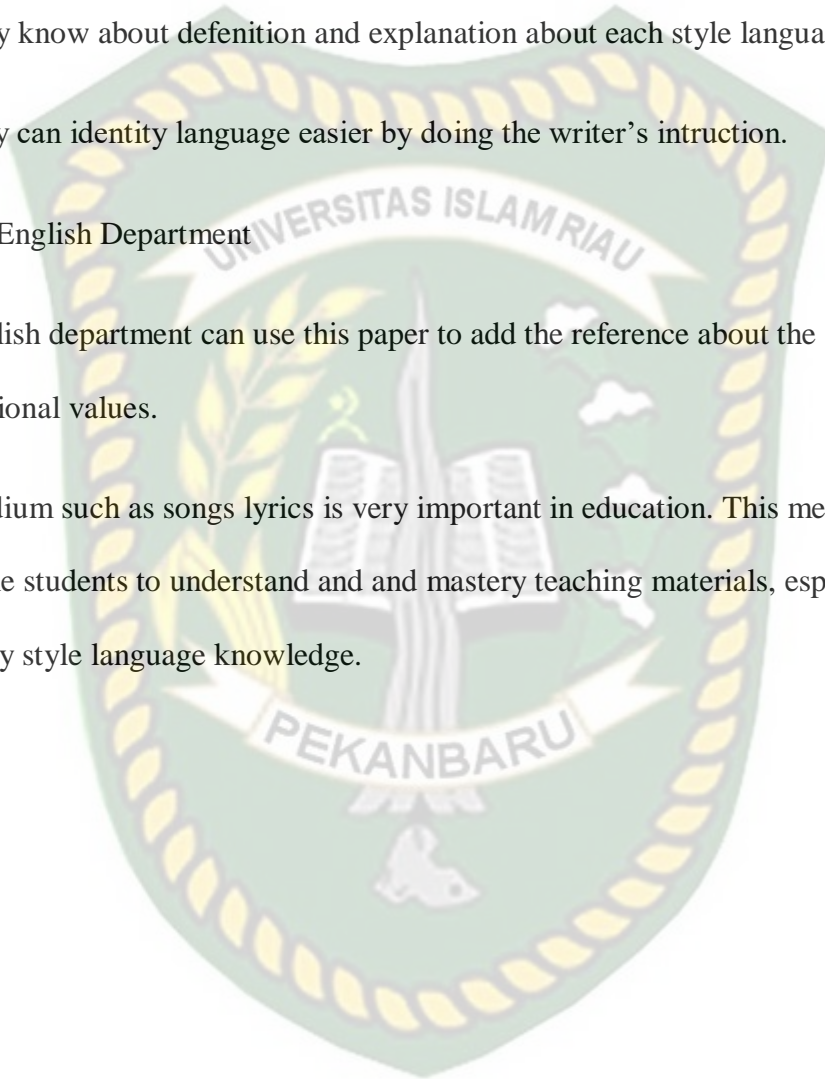 y know about defenition and explanation about each style langua
y can identity language easier by doing the writer's intruction.
English Department
UNIVERSITAS ISLAM RIAU
lish department can use this paper to add the reference about the
ional values.
dium such as songs lyrics is very important in education. This me
e students to understand and and mastery teaching materials, esp
y style language knowledge.
PEKANBARU